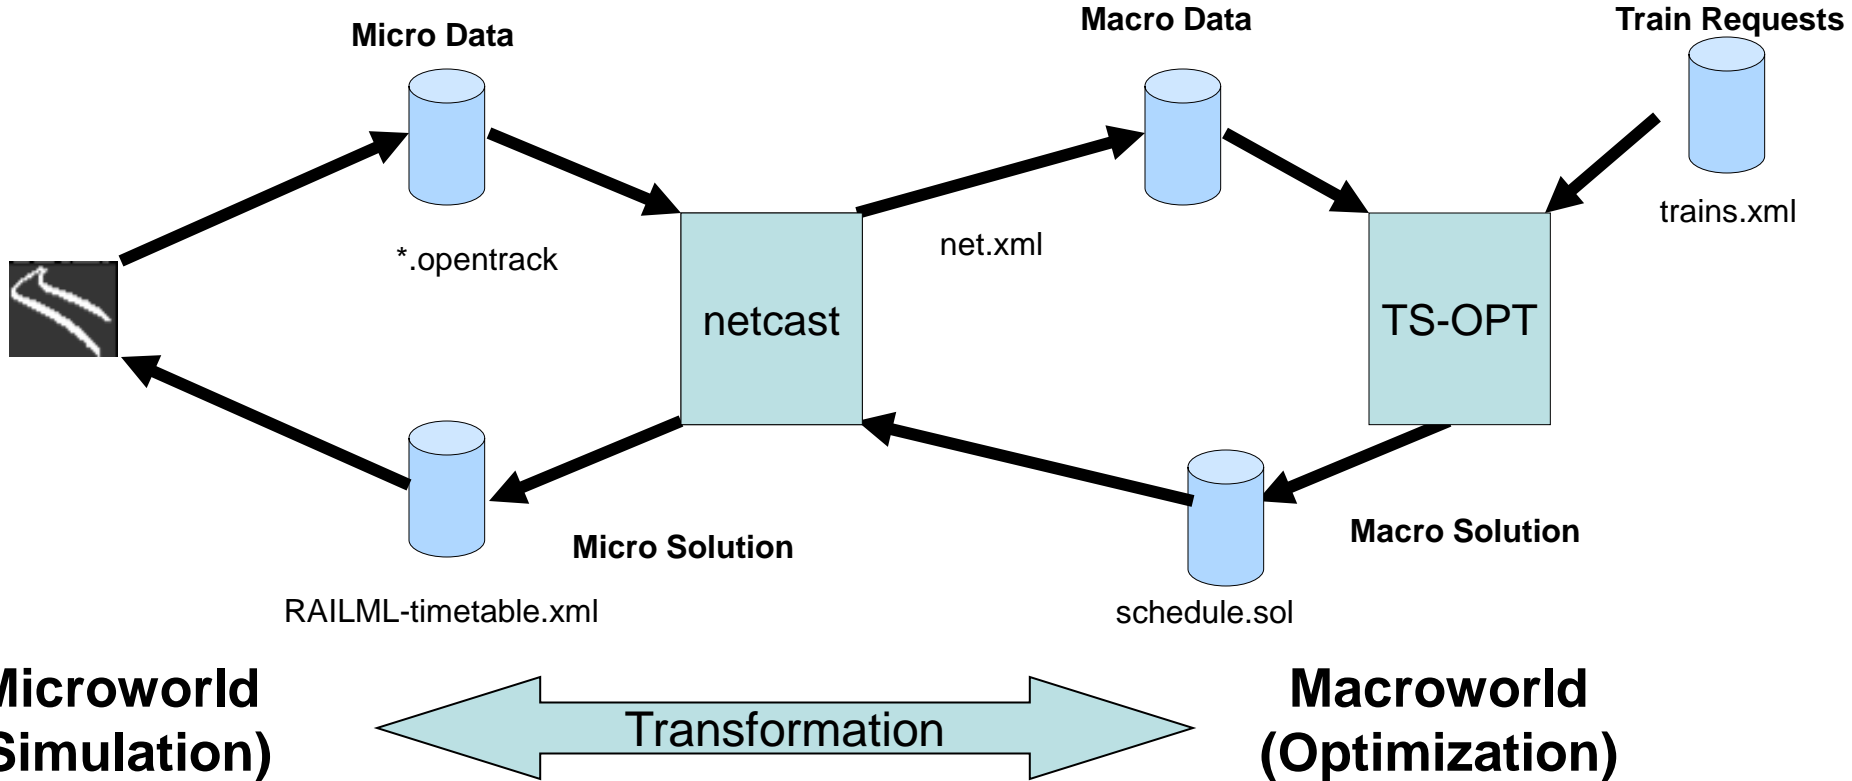 Micro Data
Macro Data
Train Requests
*.opentrack
net.xml
trains.xml
netcast
TS-OPT
Micro Solution
Macro Solution
RAILML-timetable.xml
schedule.sol
Microworld
Simulation)
Transformation
Macroworld
(Optimization)